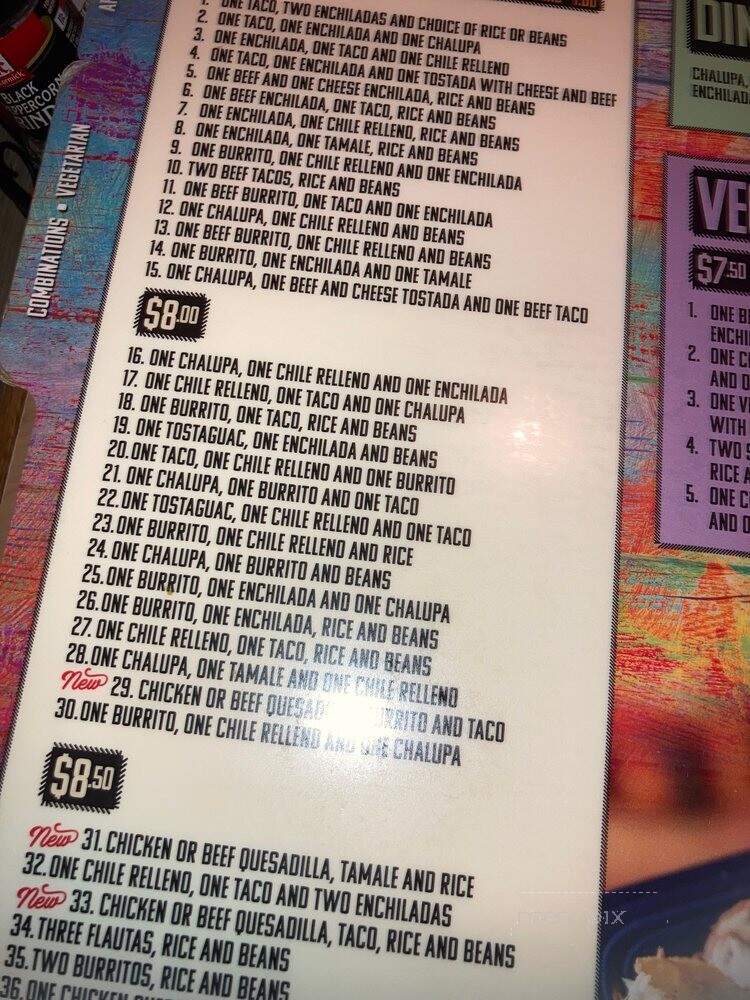 7.00
1. ONE TACO, TWO ENCHILADAS AND CHOICE OF RICE OR BEANS
2. ONE TACO, ONE ENCHILADA AND ONE CHALUPA
3. ONE ENCHILADA, ONE TACO AND ONE CHILE RELLENO
4. ONE TACO, ONE ENCHILADA AND ONE TOSTADA WITH CHEESE AND BEEF
5. ONE BEEF AND ONE CHEESE ENCHILADA, RICE AND BEANS
6. ONE BEEF ENCHILADA, ONE TACO, RICE AND BEANS
7. ONE ENCHILADA, ONE CHILE RELLENO, RICE AND BEANS
8. ONE ENCHILADA, ONE TAMALE, RICE AND BEANS
9. ONE BURRITO, ONE CHILE RELLENO AND ONE ENCHILADA
10. TWO BEEF TACOS, RICE AND BEANS
11. ONE BEEF BURRITO, ONE TACO AND ONE ENCHILADA
12. ONE CHALUPA, ONE CHILE RELLENO AND BEANS
13. ONE BEEF BURRITO, ONE CHILE RELLENO AND BEANS
14. ONE BURRITO, ONE ENCHILADA AND ONE TAMALE
15. ONE CHALUPA, ONE BEEF AND CHEESE TOSTADA AND ONE BEEF TACO
$8.00
16. ONE CHALUPA, ONE CHILE RELLENO AND ONE ENCHILADA
17. ONE CHILE RELLENO, ONE TACO AND ONE CHALUPA
18. ONE BURRITO, ONE TACO, RICE AND BEANS
19. ONE TOSTAGUAC, ONE ENCHILADA AND BEANS
20. ONE TACO, ONE CHILE RELLENO AND ONE BURRITO
21. ONE CHALUPA, ONE BURRITO AND ONE TACO
22. ONE TOSTAGUAC, ONE CHILE RELLENO AND ONE TACO
23. ONE BURRITO, ONE CHILE RELLENO AND RICE
24. ONE CHALUPA, ONE BURRITO AND BEANS
25. ONE BURRITO, ONE ENCHILADA AND ONE CHALUPA
26. ONE BURRITO, ONE ENCHILADA, RICE AND BEANS
27. ONE CHILE RELLENO, ONE TACO, RICE AND BEANS
28. ONE CHALUPA, ONE TAMALE AND ONE CHILE RELLENO
New 29. CHICKEN OR BEEF AND TACO
30. ONE BURRITO, ONE CHILE RELLENO AND ONE CHALUPA
$8.50
New 31. CHICKEN OR BEEF QUESADILLA, TAMALE AND RICE
32. ONE CHILE RELLENO, ONE TACO AND TWO ENCHILADAS
New 33. CHICKEN OR BEEF QUESADILLA, TACO, RICE AND BEANS
34. THREE FLAUTAS, RICE AND BEANS
35. TWO BURRITOS, RICE AND BEANS
36. ONE CHICKEN
COMBINATIONS • VEGETARIAN
BLACK
CHALUPA,
ENCHILAD
$7.50
1. ONE
2. ONE
AND
3. ONE
WITH
4. TWO
RICE
5. ONE
AND